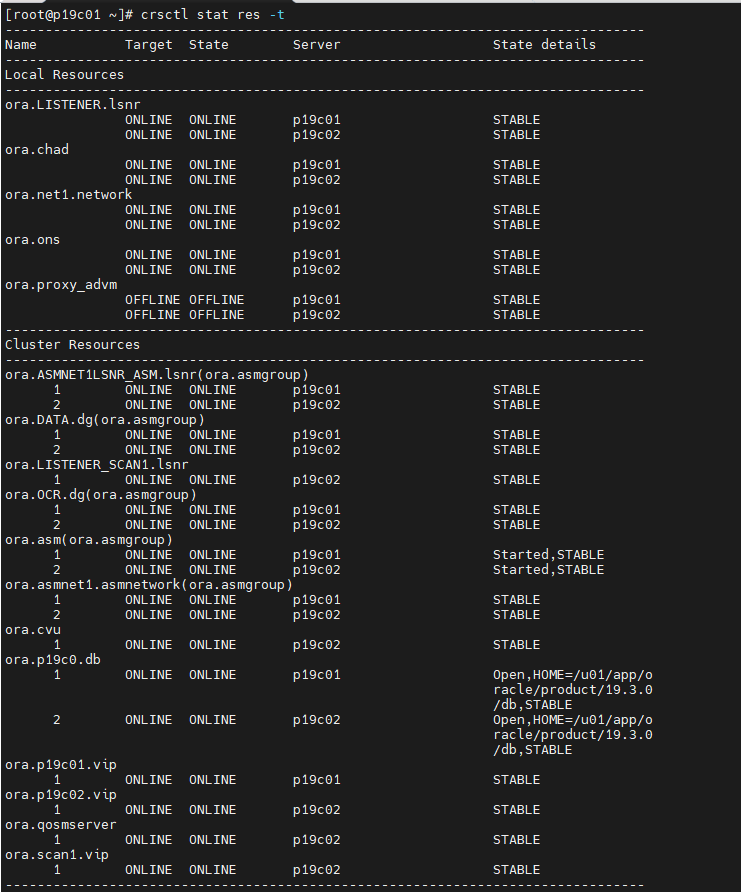 [root@p19c01 ~]# crsctl stat res -t
--------------------------------------------------------------------------------
Name           Target  State        Server                   State details
--------------------------------------------------------------------------------
Local Resources
--------------------------------------------------------------------------------
ora.LISTENER.lsnr
               ONLINE  ONLINE       p19c01                   STABLE
               ONLINE  ONLINE       p19c02                   STABLE
ora.chad
               ONLINE  ONLINE       p19c01                   STABLE
               ONLINE  ONLINE       p19c02                   STABLE
ora.net1.network
               ONLINE  ONLINE       p19c01                   STABLE
               ONLINE  ONLINE       p19c02                   STABLE
ora.ons
               ONLINE  ONLINE       p19c01                   STABLE
               ONLINE  ONLINE       p19c02                   STABLE
ora.proxy_advm
               OFFLINE OFFLINE      p19c01                   STABLE
               OFFLINE OFFLINE      p19c02                   STABLE
--------------------------------------------------------------------------------
Cluster Resources
--------------------------------------------------------------------------------
ora.ASMNET1LSNR_ASM.lsnr(ora.asmgroup)
      1        ONLINE  ONLINE       p19c01                   STABLE
      2        ONLINE  ONLINE       p19c02                   STABLE
ora.DATA.dg(ora.asmgroup)
      1        ONLINE  ONLINE       p19c01                   STABLE
      2        ONLINE  ONLINE       p19c02                   STABLE
ora.LISTENER_SCAN1.lsnr
      1        ONLINE  ONLINE       p19c02                   STABLE
ora.OCR.dg(ora.asmgroup)
      1        ONLINE  ONLINE       p19c01                   STABLE
      2        ONLINE  ONLINE       p19c02                   STABLE
ora.asm(ora.asmgroup)
      1        ONLINE  ONLINE       p19c01                   Started,STABLE
      2        ONLINE  ONLINE       p19c02                   Started,STABLE
ora.asmnet1.asmnetwork(ora.asmgroup)
      1        ONLINE  ONLINE       p19c01                   STABLE
      2        ONLINE  ONLINE       p19c02                   STABLE
ora.cvu
      1        ONLINE  ONLINE       p19c02                   STABLE
ora.p19c0.db
      1        ONLINE  ONLINE       p19c01                   Open,HOME=/u01/app/o
                                                             racle/product/19.3.0
                                                             /db,STABLE
      2        ONLINE  ONLINE       p19c02                   Open,HOME=/u01/app/o
                                                             racle/product/19.3.0
                                                             /db,STABLE
ora.p19c01.vip
      1        ONLINE  ONLINE       p19c01                   STABLE
ora.p19c02.vip
      1        ONLINE  ONLINE       p19c02                   STABLE
ora.qosmserver
      1        ONLINE  ONLINE       p19c02                   STABLE
ora.scan1.vip
      1        ONLINE  ONLINE       p19c02                   STABLE
--------------------------------------------------------------------------------